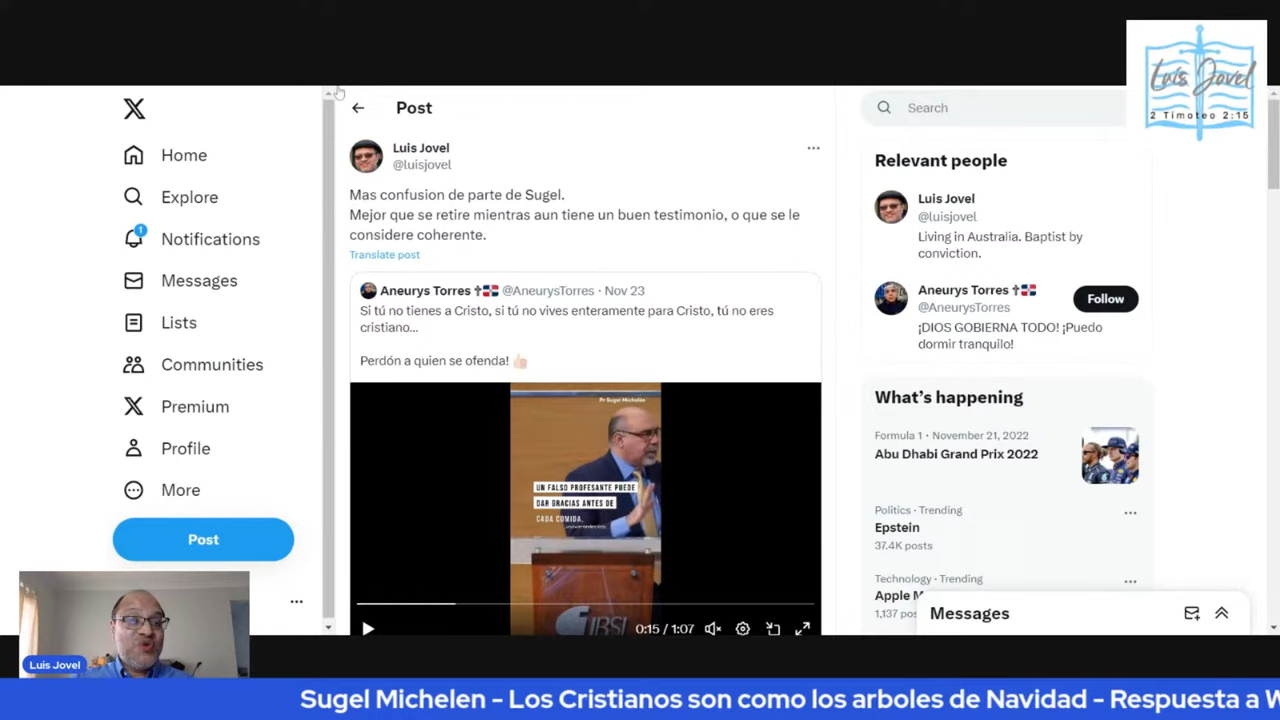 Luis Jovel
2 Timoteo 2:15
Home
Explore
1
Notifications
Messages
Lists
Communities
Premium
Profile
More
Post
Post
Luis Jovel
@luisjovel
Mas confusion de parte de Sugel.
Mejor que se retire mientras aun tiene un buen testimonio, o que se le
considere coherente.
Translate post
Aneurys Torres @AneurysTorres · Nov 23
Si tú no tienes a Cristo, si tú no vives enteramente para Cristo, tú no eres
cristiano...
Perdón a quien se ofenda!
Pr Sugel Michelén
UN FALSO PROFESANTE PUEDE
DAR GRACIAS ANTES DE
CADA COMIDA.
IBSJ
0:15 / 1:07
Search
Relevant people
Luis Jovel
@luisjovel
Living in Australia. Baptist by
conviction.
Aneurys Torres
@AneurysTorres
Follow
¡DIOS GOBIERNA TODO! ¡Puedo
dormir tranquilo!
What's happening
Formula 1 · November 21, 2022
Abu Dhabi Grand Prix 2022
Politics · Trending
Epstein
37.4K posts
Technology · Trending
Apple M
1,137 pos
Messages
Luis Jovel
Sugel Michelen - Los Cristianos son como los arboles de Navidad - Respuesta a W